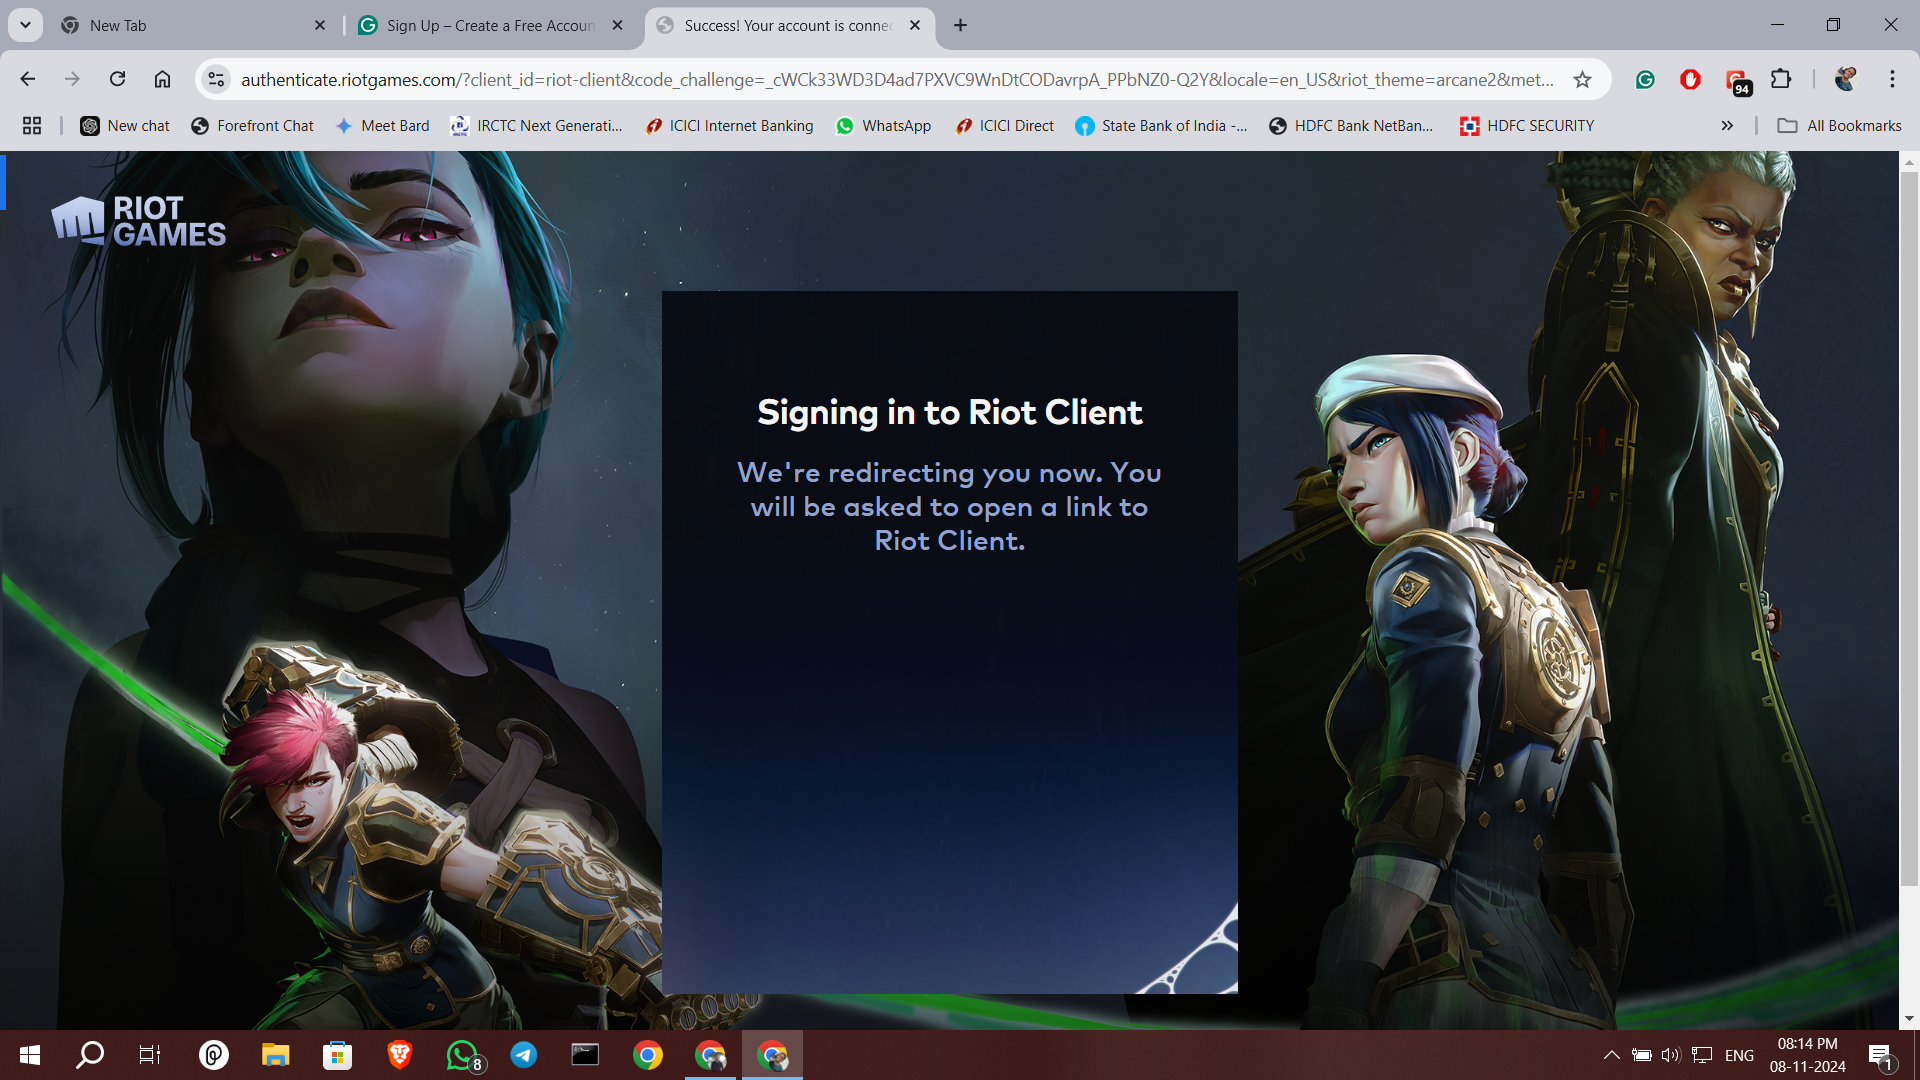 New Tab
Sign Up – Create a Free Accoun
Success! Your account is connec
authenticate.riotgames.com/?client_id=riot-client&code_challenge=_cWCk33WD3D4ad7PXVC9WnDtCODavrpA_PPbNZ0-Q2Y&locale=en_US&riot_theme=arcane2&met...
94
New chat
Forefront Chat
Meet Bard
IRCTC Next Generati...
ICICI Internet Banking
WhatsApp
ICICI Direct
State Bank of India -...
HDFC Bank NetBan...
HDFC SECURITY
All Bookmarks
RIOT
GAMES
Signing in to Riot Client
We're redirecting you now. You
will be asked to open a link to
Riot Client.
8
ENG
08:14 PM
08-11-2024
1